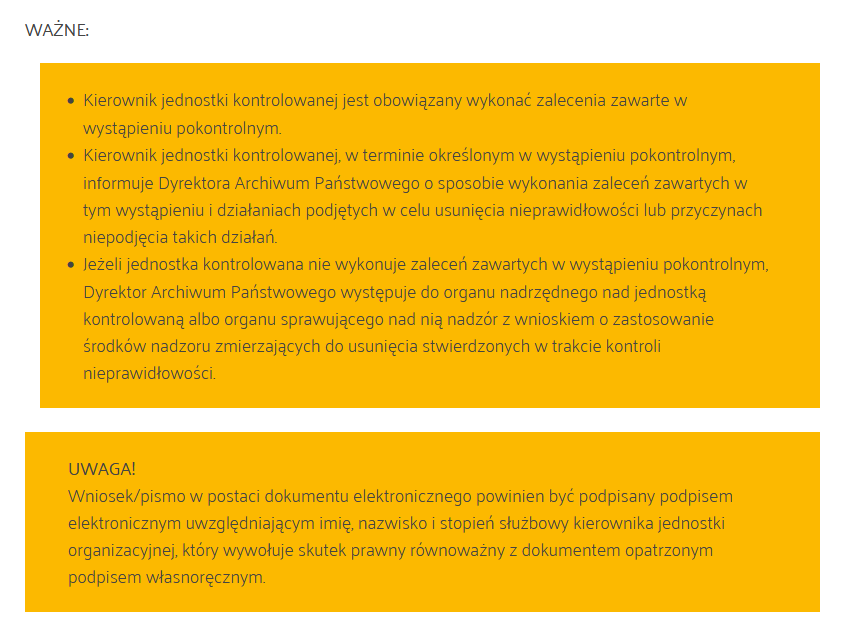 WAŻNE:
• Kierownik jednostki kontrolowanej jest obowiązany wykonać zalecenia zawarte w
wystąpieniu pokontrolnym.
• Kierownik jednostki kontrolowanej, w terminie określonym w wystąpieniu pokontrolnym,
informuje Dyrektora Archiwum Państwowego o sposobie wykonania zaleceń zawartych w
tym wystąpieniu i działaniach podjętych w celu usunięcia nieprawidłowości lub przyczynach
niepodjęcia takich działań.
• Jeżeli jednostka kontrolowana nie wykonuje zaleceń zawartych w wystąpieniu pokontrolnym,
Dyrektor Archiwum Państwowego występuje do organu nadrzędnego nad jednostką
kontrolowaną albo organu sprawującego nad nią nadzór z wnioskiem o zastosowanie
środków nadzoru zmierzających do usunięcia stwierdzonych w trakcie kontroli
nieprawidłowości.
UWAGA!
Wniosek/pismo w postaci dokumentu elektronicznego powinien być podpisany podpisem
elektronicznym uwzględniającym imię, nazwisko i stopień służbowy kierownika jednostki
organizacyjnej, który wywołuje skutek prawny równoważny z dokumentem opatrzonym
podpisem własnoręcznym.